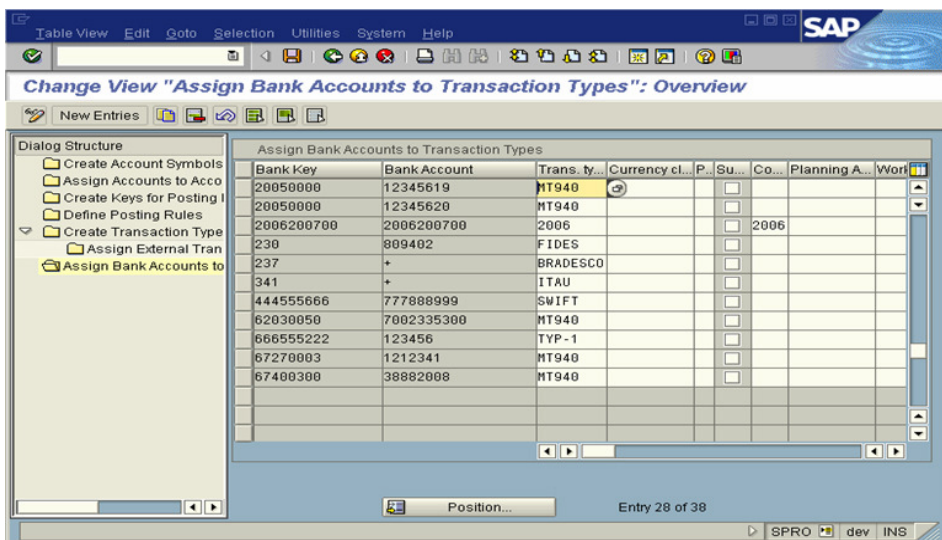 Table View Edit Goto Selection Utilities System Help
SAP
Change View "Assign Bank Accounts to Transaction Types": Overview
New Entries
Dialog Structure
Create Account Symbols
Assign Accounts to Acco
Create Keys for Posting I
Define Posting Rules
Create Transaction Type
Assign External Tran
Assign Bank Accounts to
Assign Bank Accounts to Transaction Types
Bank Key Bank Account Trans. ty... Currency cl... P.. Su... Co... Planning A... Work
20050000 12345619 MT940
20050000 12345620 MT940
2006200700 2006200700 2006 2006
230 809402 FIDES
237 + BRADESCO
341 + ITAU
444555666 777888999 SWIFT
62030050 7002335300 MT940
666555222 123456 TYP-1
67270003 1212341 MT940
67400300 38882008 MT940
Position... Entry 28 of 38
SPRO dev INS